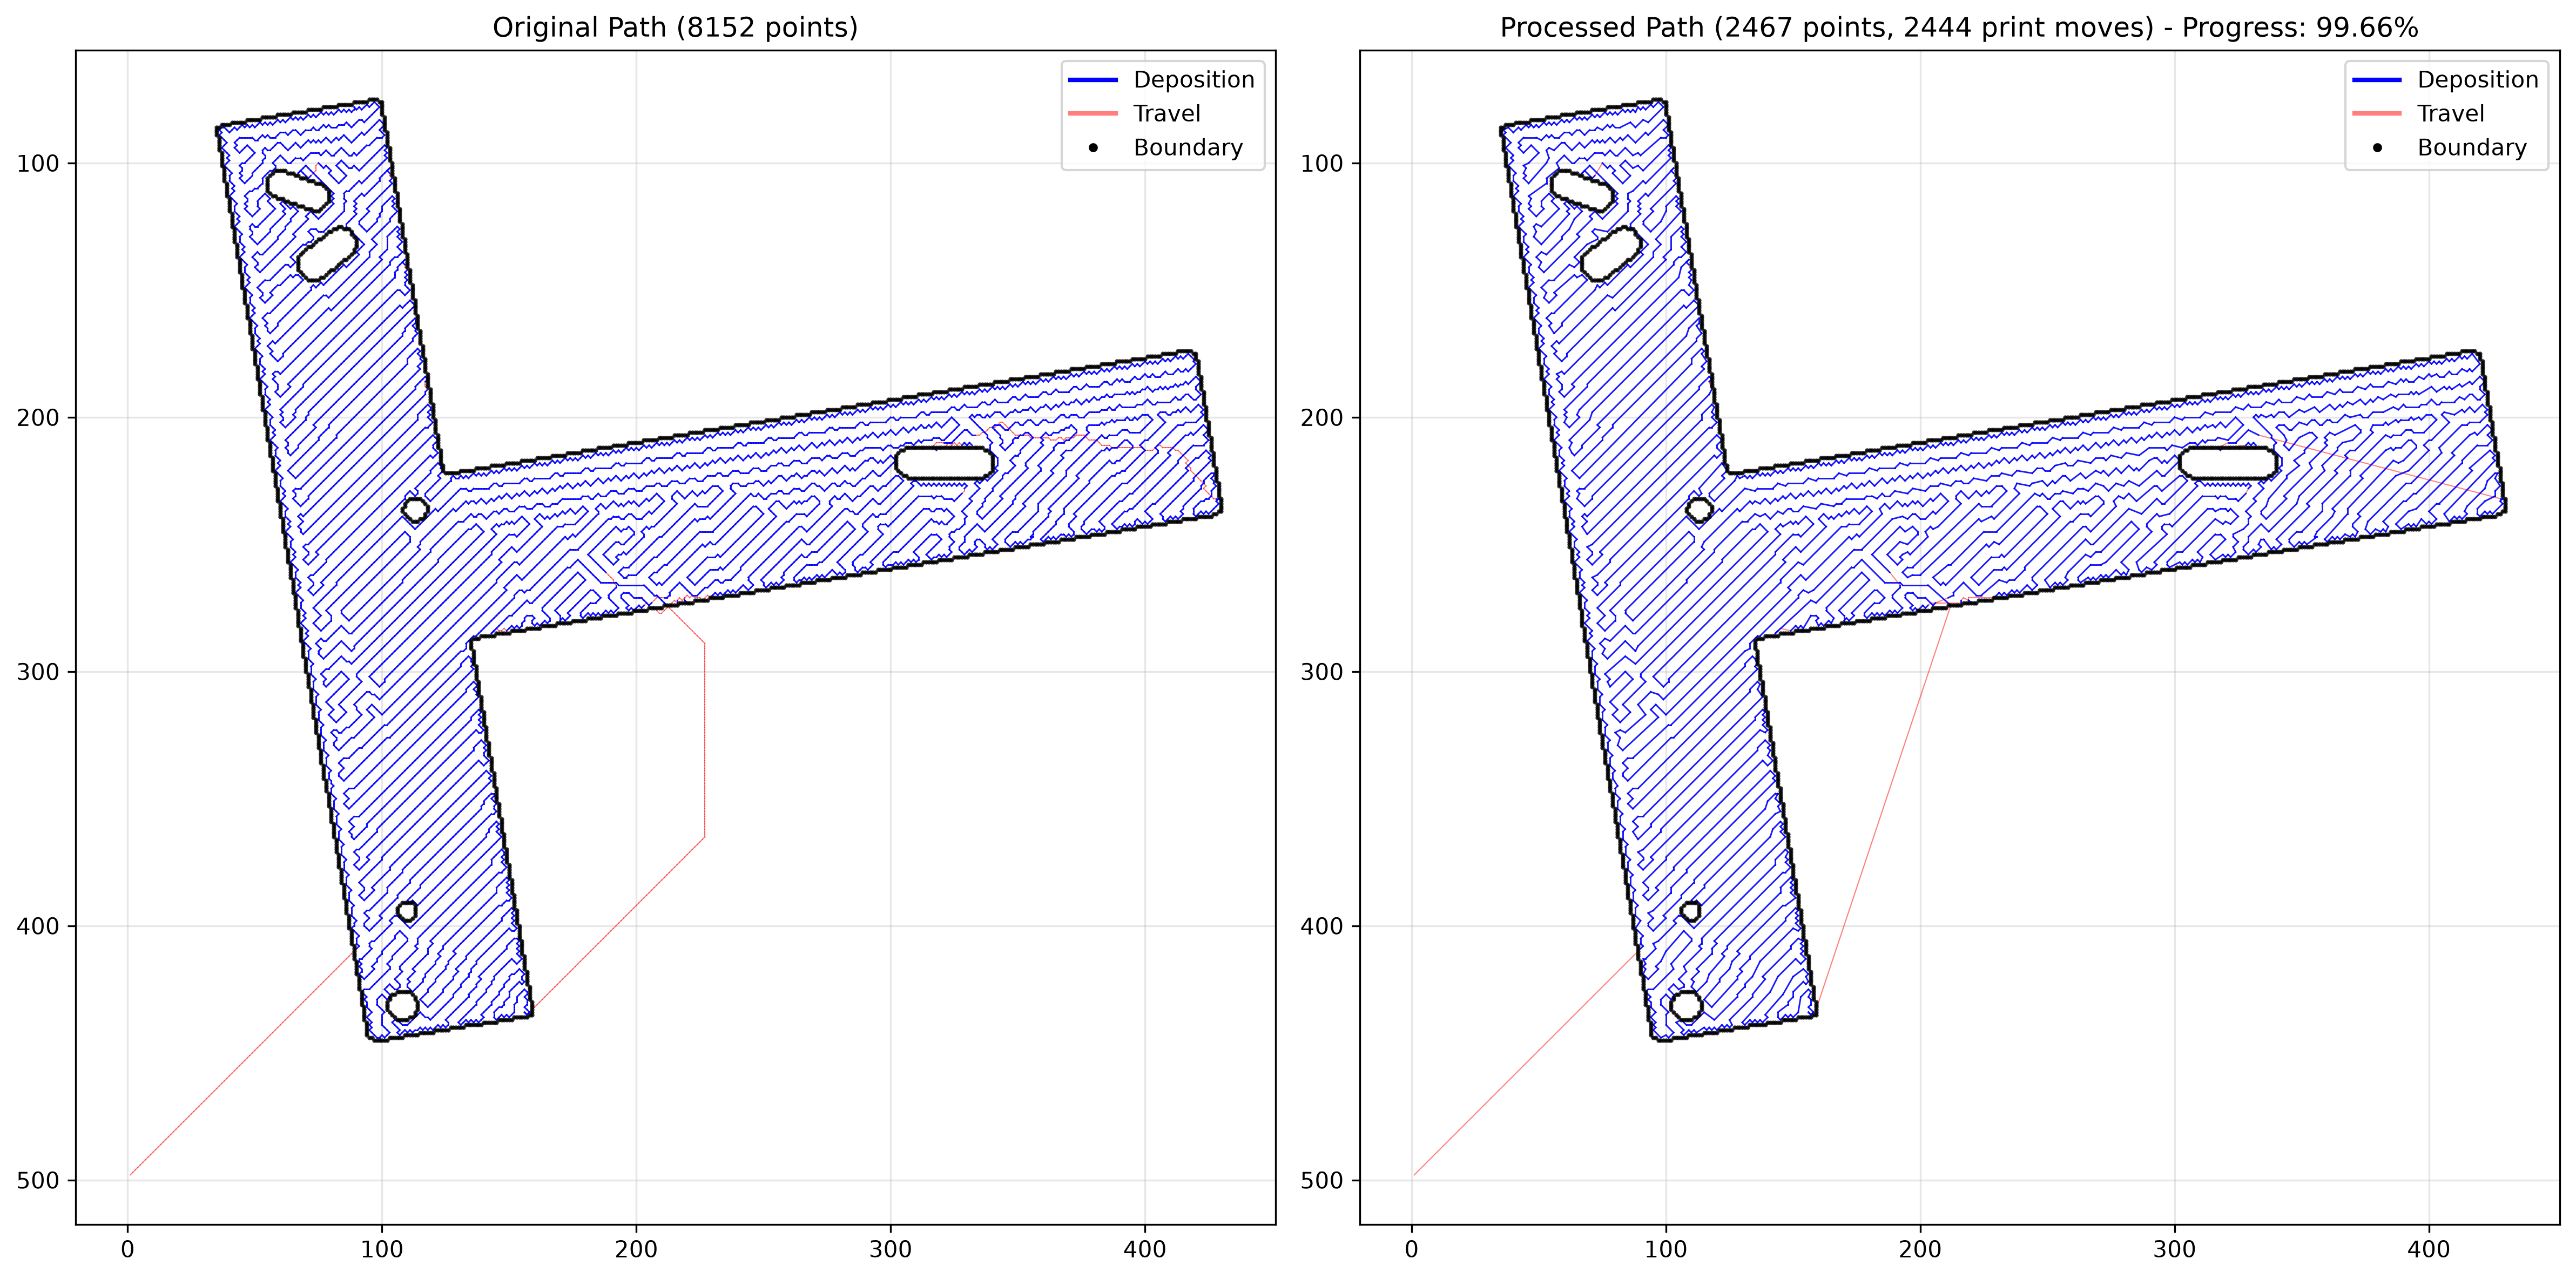 Original Path (8152 points)
Deposition
Travel
Boundary
100
200
300
400
500
0 100 200 300 400
Processed Path (2467 points, 2444 print moves) - Progress: 99.66%
Deposition
Travel
Boundary
100
200
300
400
500
0 100 200 300 400